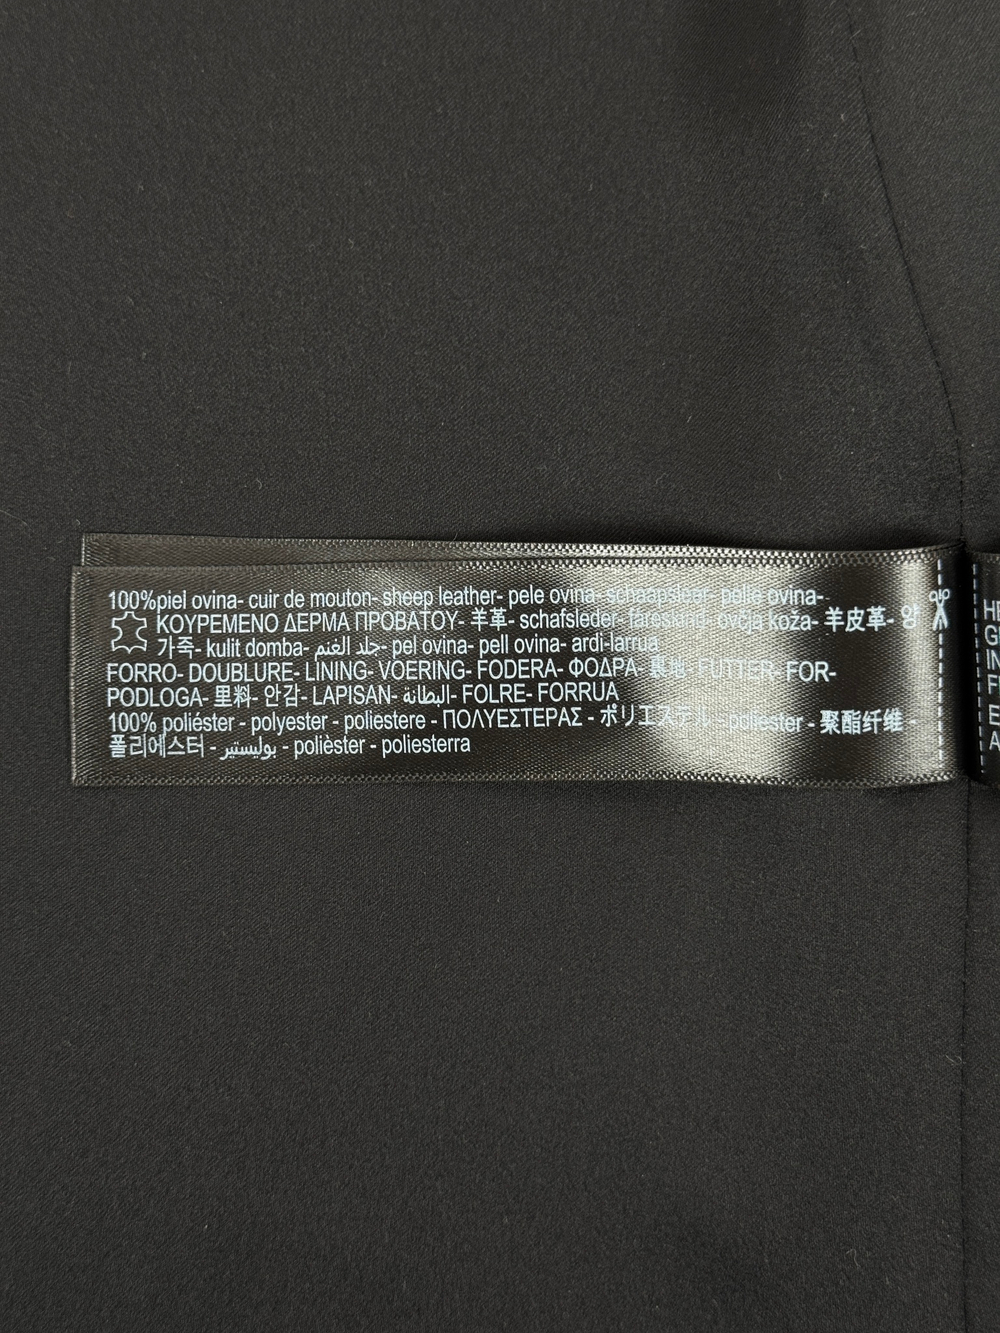 100%piel ovina- cuir de mouton- sheep leather- pele ovina- schaapsleer- pelle ovina-
ΚΟΥΡΕΜΕΝΟ ΔΕΡΜΑ ΠΡΟΒΑΤΟΥ- 羊革- schafsleder- fareskind- ovčja koža- 羊皮革- 양
가죽- kulit domba- جلد الغنم- pel ovina- pell ovina- ardi-larrua
FORRO- DOUBLURE- LINING- VOERING- FODERA- ΦΟΔΡΑ- 裏地- FUTTER- FOR-
PODLOGA- 里料- 안감- LAPISAN- البطانة- FOLRE- FORRUA
100% poliéster - polyester - poliestere - ΠΟΛΥΕΣΤΕΡΑΣ - ポリエステル - poliester - 聚酯纤维 -
폴리에스터 - بوليستير - polièster - poliesterra